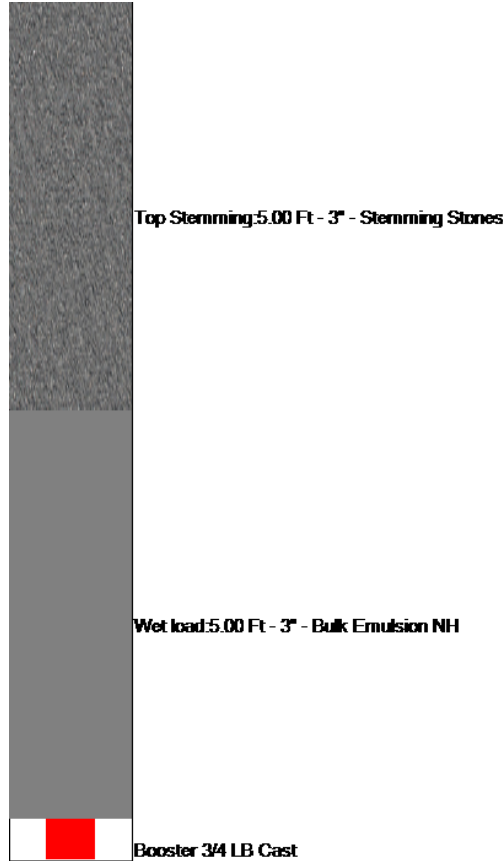 Top Stemming:5.00 Ft - 3" - Stemming Stones
Wet load:5.00 Ft - 3" - Bulk Emulsion NH
Booster 3/4 LB Cast